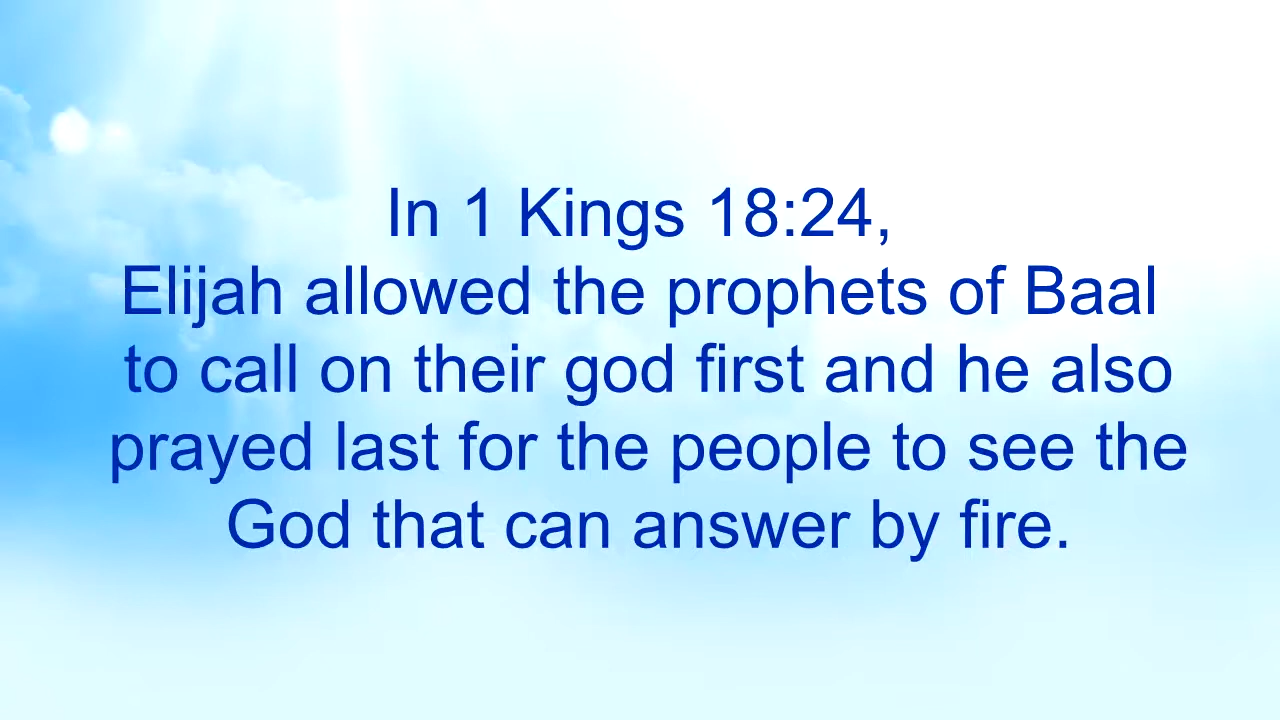 In 1 Kings 18:24,
Elijah allowed the prophets of Baal
to call on their god first and he also
prayed last for the people to see the
God that can answer by fire.